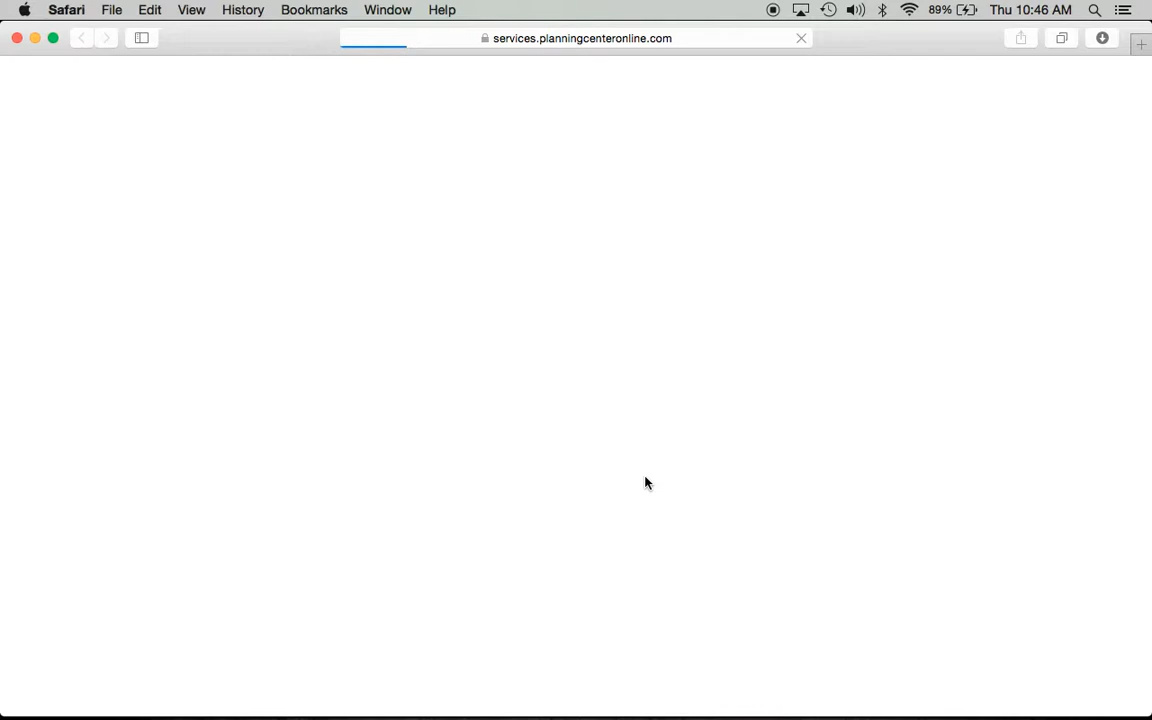 Safari File Edit View History Bookmarks Window Help 89% Thu 10:46 AM
services.planningcenteronline.com